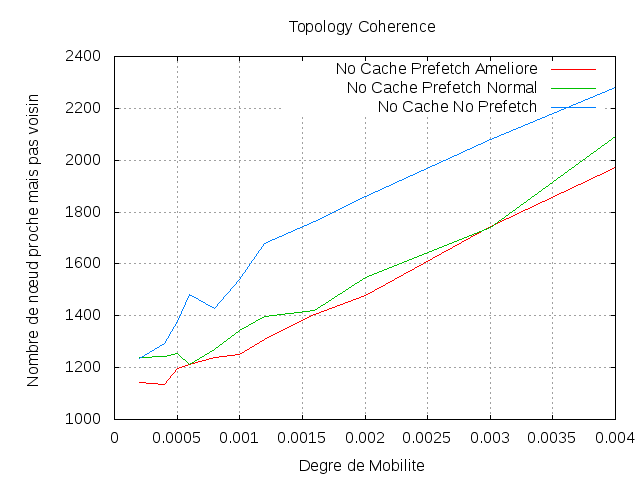 Topology Coherence
2400
2200
2000
1800
1600
1400
1200
1000
Nombre de nœud proche mais pas voisin
No Cache Prefetch Ameliore
No Cache Prefetch Normal
No Cache No Prefetch
0 0.0005 0.001 0.0015 0.002 0.0025 0.003 0.0035 0.004
Degre de Mobilite